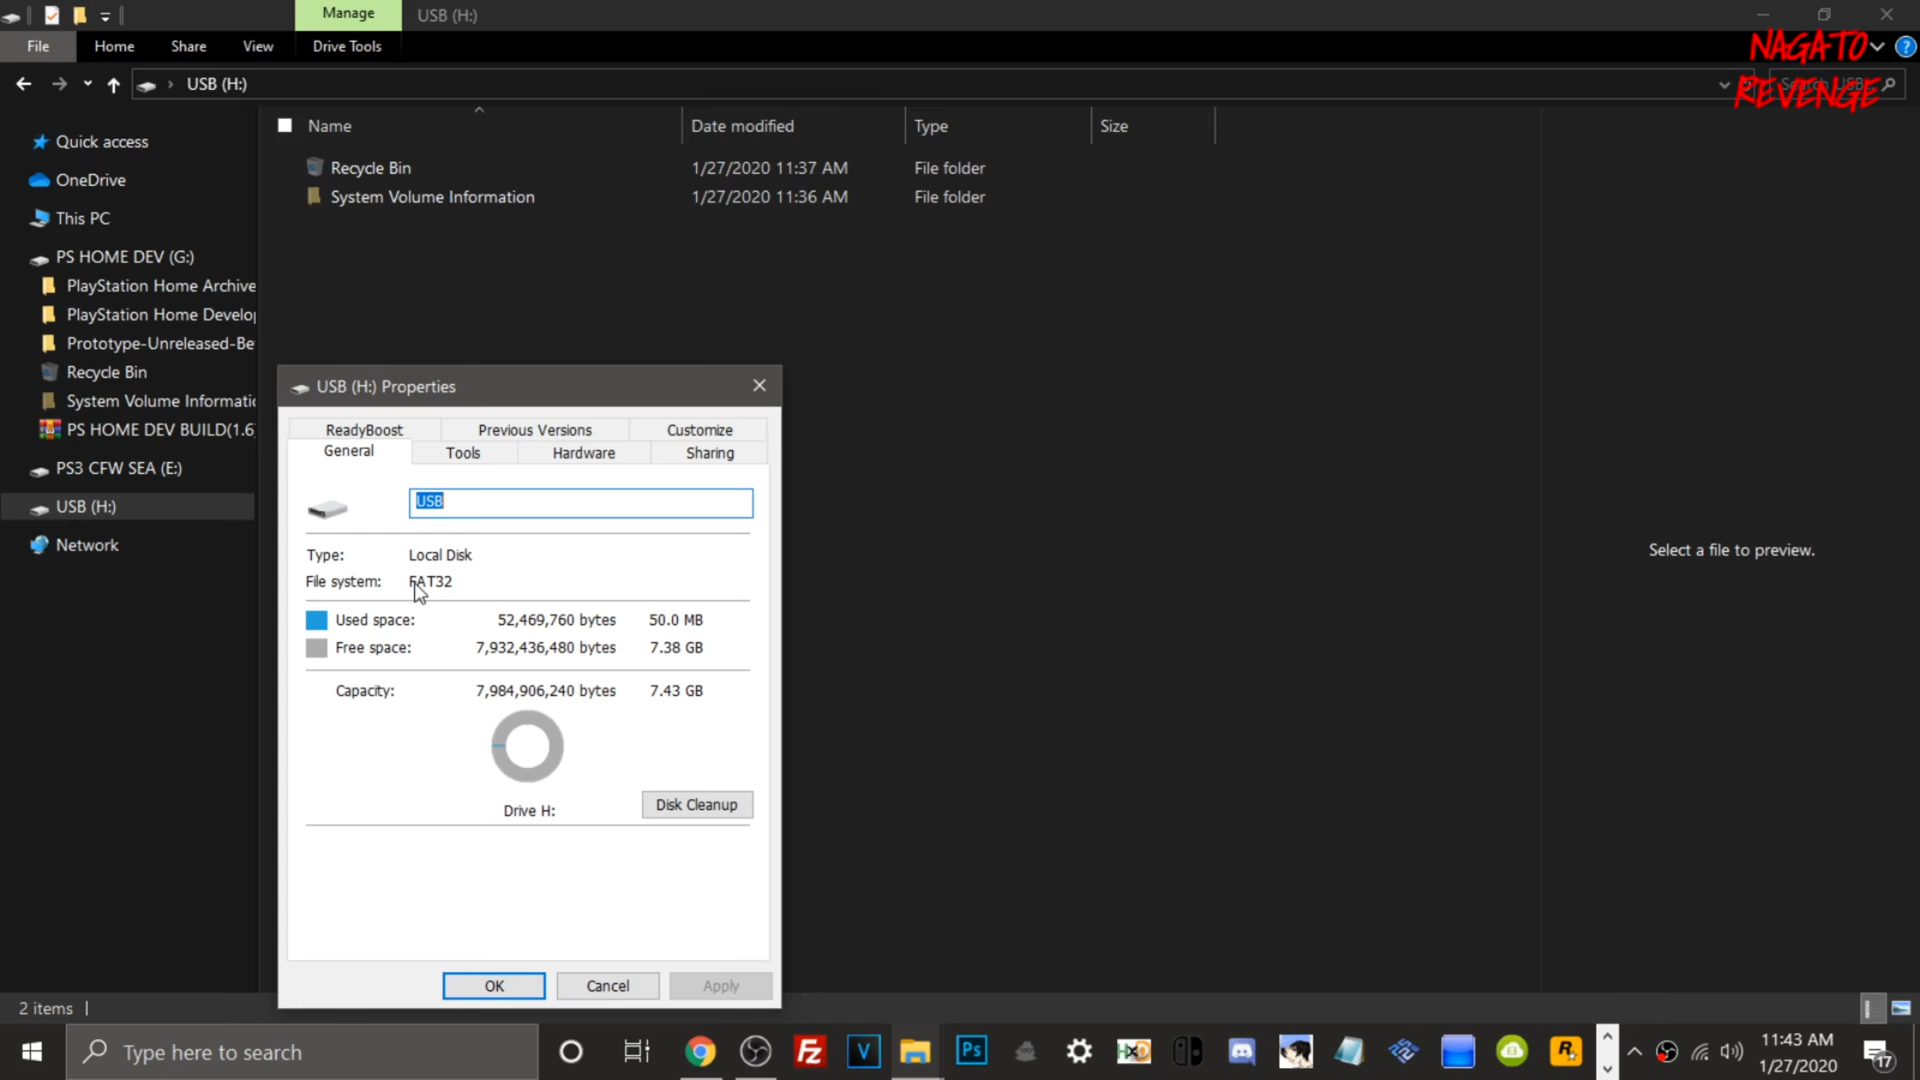 Manage
USB (H:)
File
Home
Share
View
Drive Tools
NAGATO
REVENGE
USB (H:)
Name
Date modified
Type
Size
Recycle Bin
1/27/2020 11:37 AM
File folder
System Volume Information
1/27/2020 11:36 AM
File folder
Quick access
OneDrive
This PC
PS HOME DEV (G:)
PlayStation Home Archive
PlayStation Home Develop
Prototype-Unreleased-Be
Recycle Bin
System Volume Informatic
PS HOME DEV BUILD(1.6)
PS3 CFW SEA (E:)
USB (H:)
Network
USB (H:) Properties
ReadyBoost
Previous Versions
Customize
General
Tools
Hardware
Sharing
USB
Type: Local Disk
File system: FAT32
Used space: 52,469,760 bytes 50.0 MB
Free space: 7,932,436,480 bytes 7.38 GB
Capacity: 7,984,906,240 bytes 7.43 GB
Drive H:
Disk Cleanup
OK
Cancel
Apply
Select a file to preview.
2 items
Type here to search
Fz
V
Ps
HxD
R
11:43 AM
1/27/2020
17